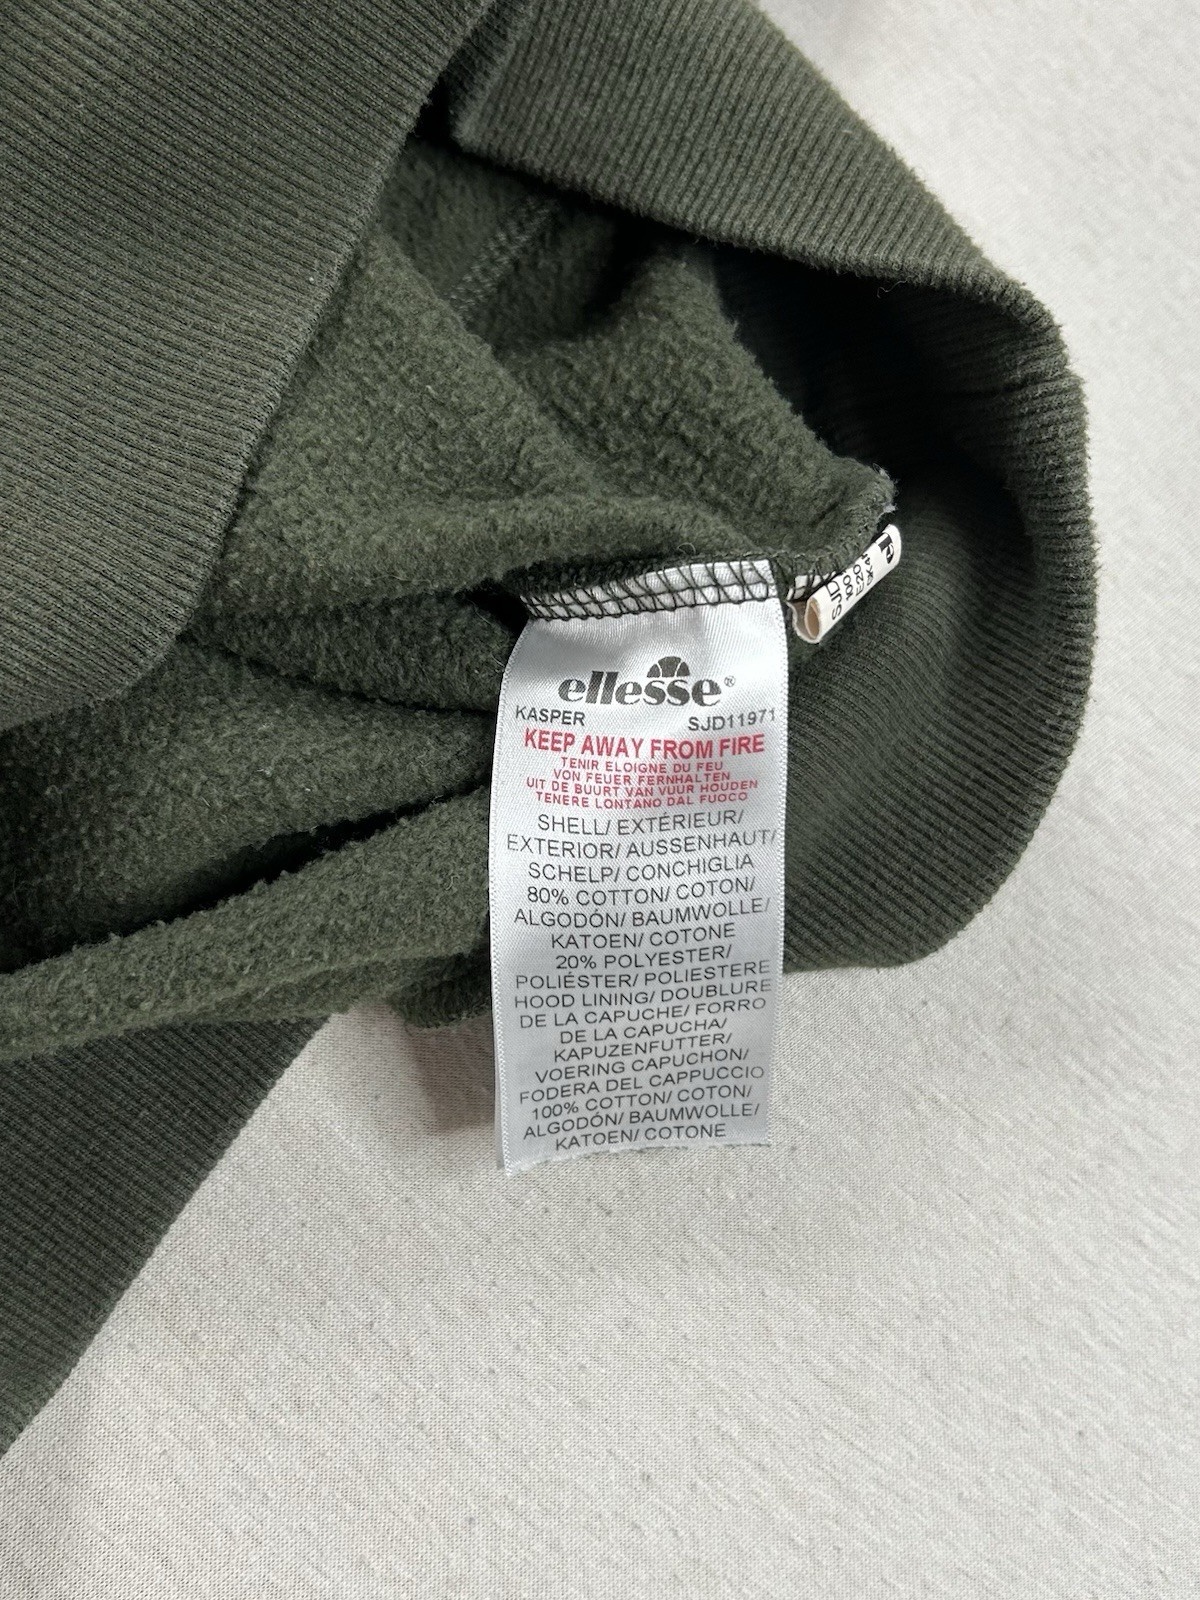 ellesse®
KASPER SJD11971
KEEP AWAY FROM FIRE
TENIR ELOIGNE DU FEU
VON FEUER FERNHALTEN
UIT DE BUURT VAN VUUR HOUDEN
TENERE LONTANO DAL FUOCO
SHELL/ EXTÉRIEUR/
EXTERIOR/ AUSSENHAUT/
SCHELP/ CONCHIGLIA
80% COTTON/ COTON/
ALGODÓN/ BAUMWOLLE/
KATOEN/ COTONE
20% POLYESTER/
POLIÉSTER/ POLIESTERE
HOOD LINING/ DOUBLURE
DE LA CAPUCHE/ FORRO
DE LA CAPUCHA/
KAPUZENFUTTER/
VOERING CAPUCHON/
FODERA DEL CAPPUCCIO
100% COTTON/ COTON/
ALGODÓN/ BAUMWOLLE/
KATOEN/ COTONE